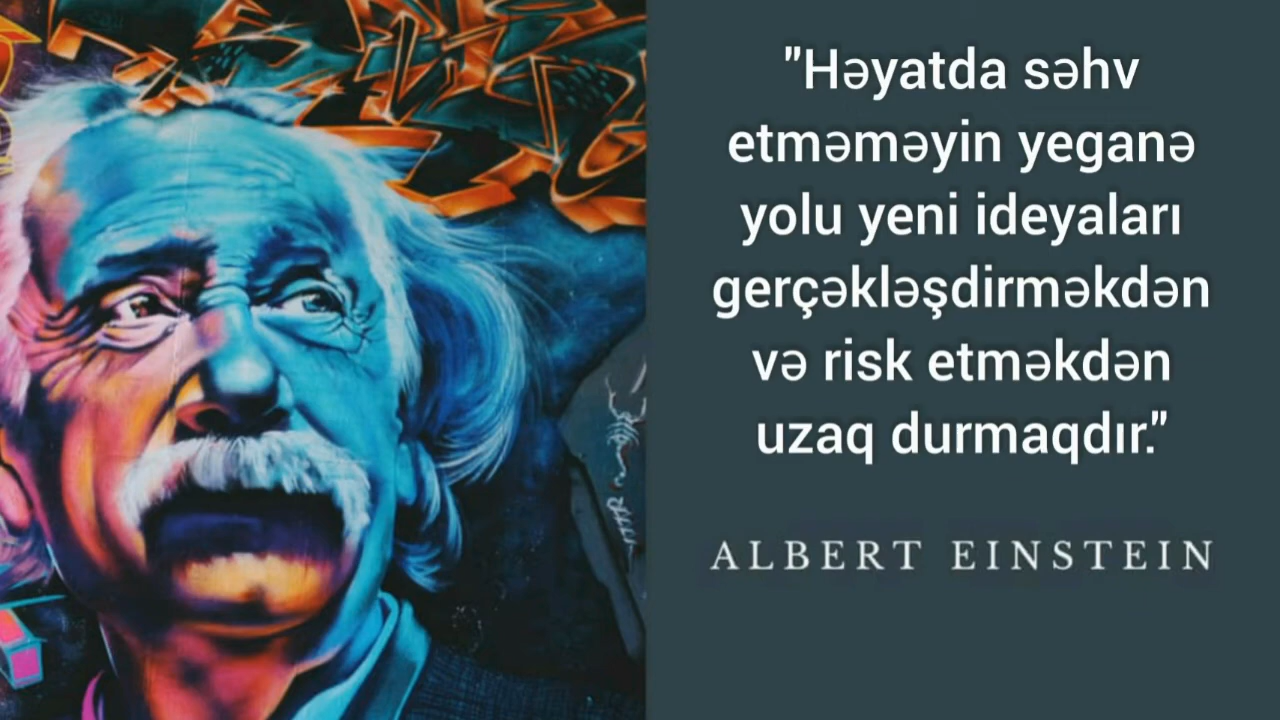 "Həyatda səhv
etməməyin yeganə
yolu yeni ideyaları
gerçəkləşdirməkdən
və risk etməkdən
uzaq durmaqdır."
ALBERT EINSTEIN